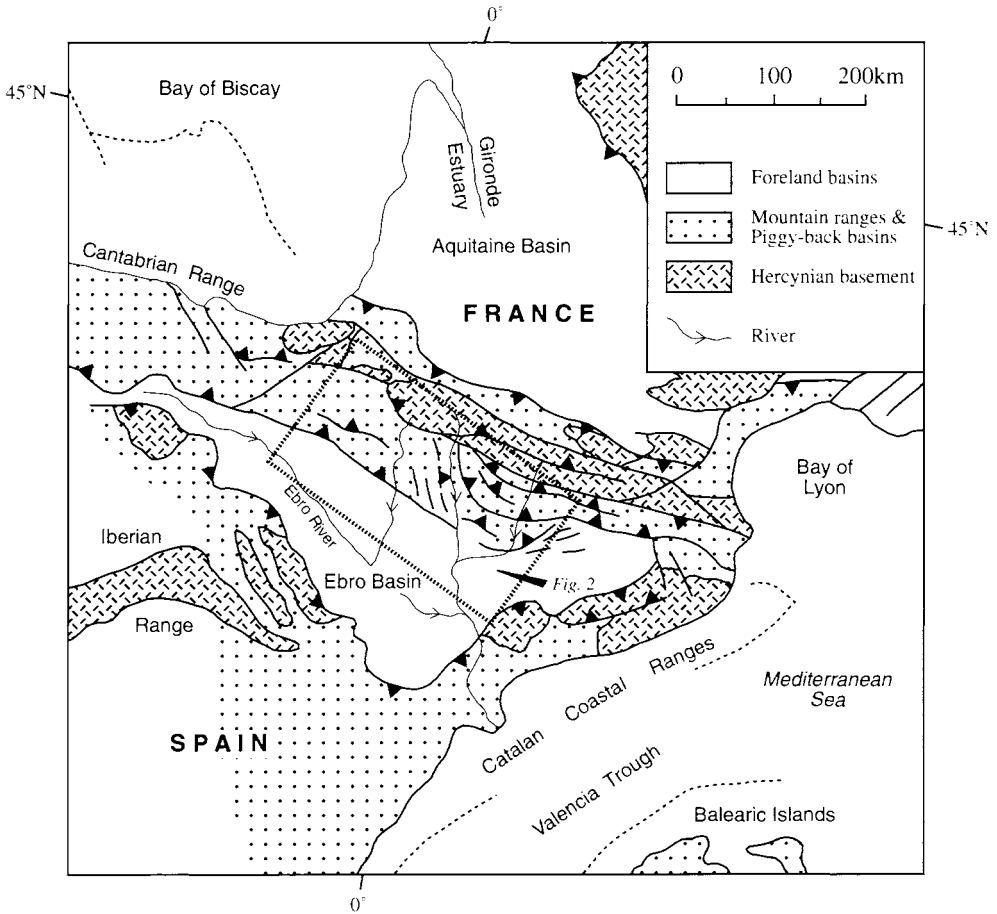 0°
45°N
Bay of Biscay
Gironde
Estuary
Aquitaine Basin
FRANCE
Cantabrian Range
0 100 200km
Foreland basins
Mountain ranges &
Piggy-back basins
Hercynian basement
River
45°N
Bay of
Lyon
Ebro River
Iberian
Range
Ebro Basin
Fig. 2
Catalan Coastal Ranges
Mediterranean
Sea
SPAIN
Valencia Trough
Balearic Islands
0°